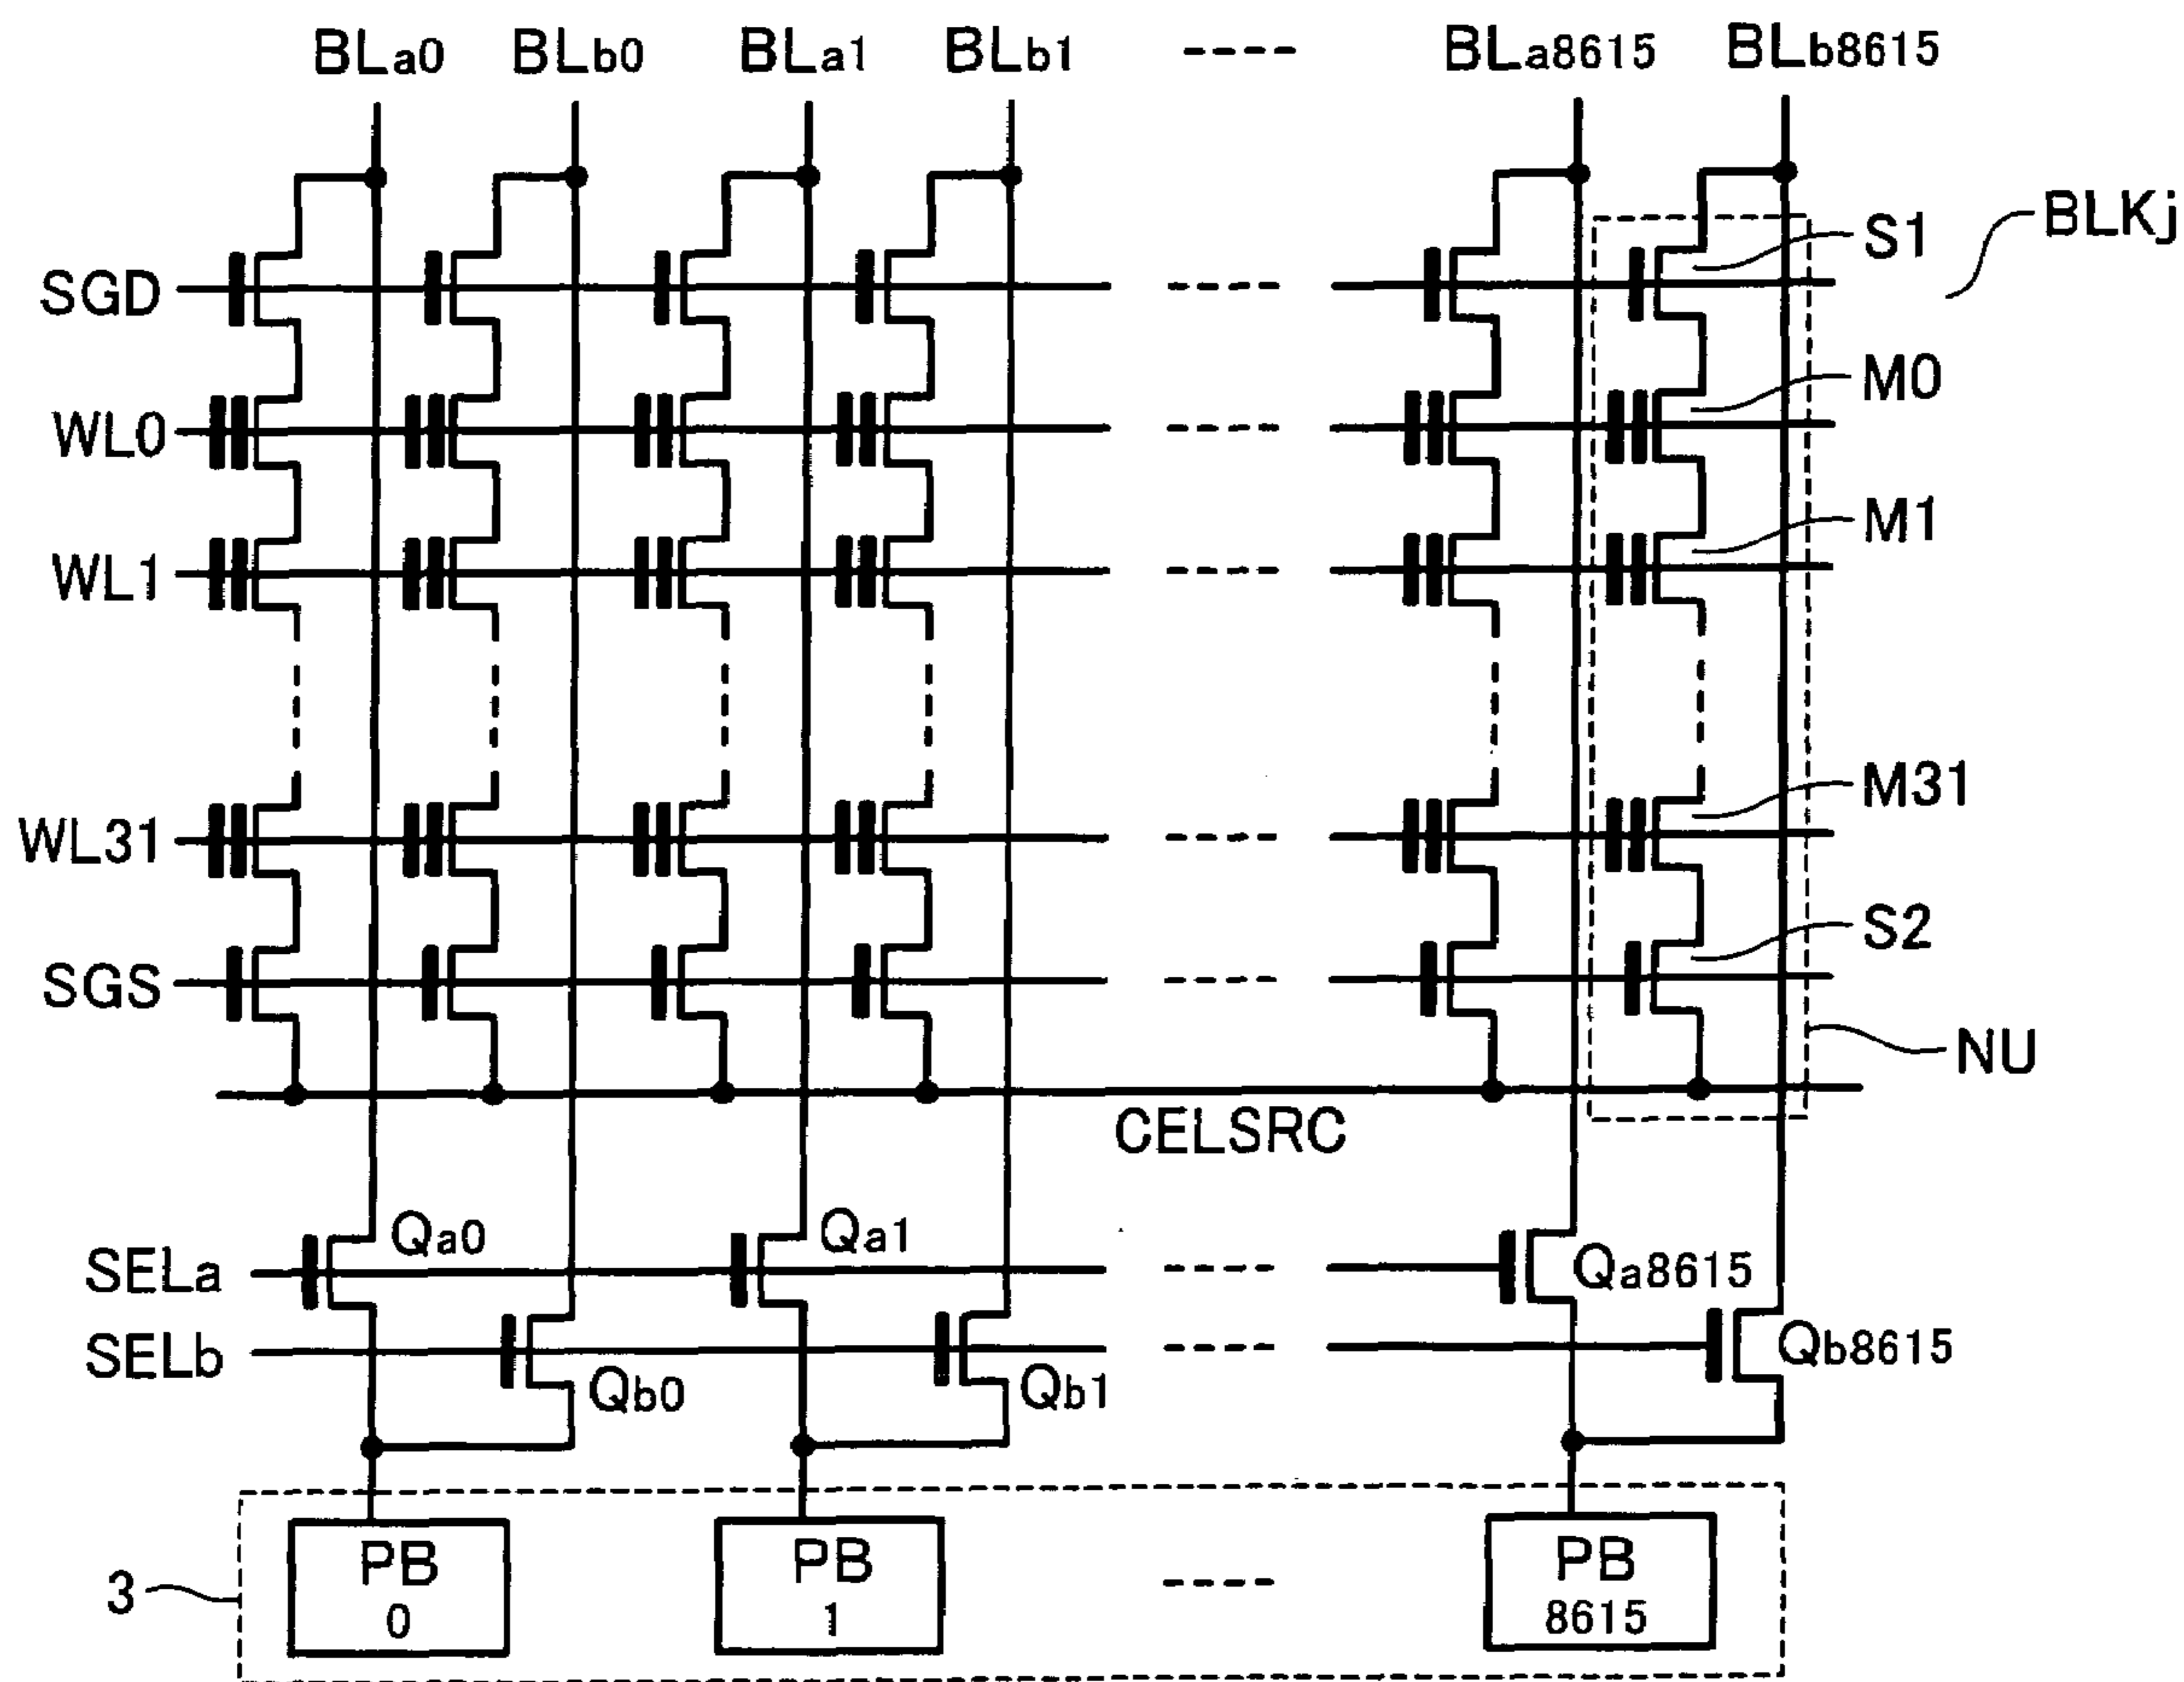 BLa0 BLb0 BLa1 BLb1 BLa8615 BLb8615
BLKj
S1
SGD
M0
WL0
M1
WL1
M31
WL31
S2
SGS
NU
CELSRC
Qa0 Qa1
SELa Qa8615
SELb Qb8615
Qb0 Qb1
PB PB PB
3
0 1 8615